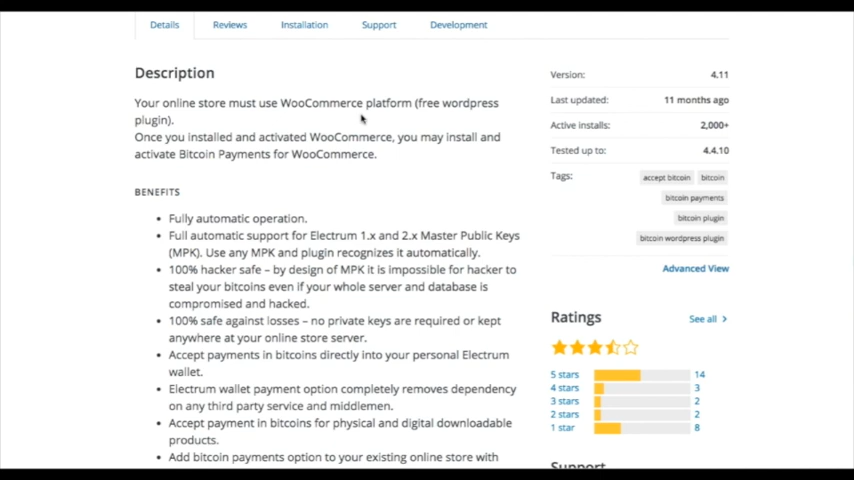 Details Reviews Installation Support Development
Description
Your online store must use WooCommerce platform (free wordpress
plugin).
Once you installed and activated WooCommerce, you may install and
activate Bitcoin Payments for WooCommerce.
BENEFITS
• Fully automatic operation.
• Full automatic support for Electrum 1.x and 2.x Master Public Keys
(MPK). Use any MPK and plugin recognizes it automatically.
• 100% hacker safe – by design of MPK it is impossible for hacker to
steal your bitcoins even if your whole server and database is
compromised and hacked.
• 100% safe against losses – no private keys are required or kept
anywhere at your online store server.
• Accept payments in bitcoins directly into your personal Electrum
wallet.
• Electrum wallet payment option completely removes dependency
on any third party service and middlemen.
• Accept payment in bitcoins for physical and digital downloadable
products.
• Add bitcoin payments option to your existing online store with
Version: 4.11
Last updated: 11 months ago
Active installs: 2,000+
Tested up to: 4.4.10
Tags: accept bitcoin bitcoin
bitcoin payments
bitcoin plugin
bitcoin wordpress plugin
Advanced View
Ratings See all >
5 stars 14
4 stars 3
3 stars 2
2 stars 2
1 star 8
Support